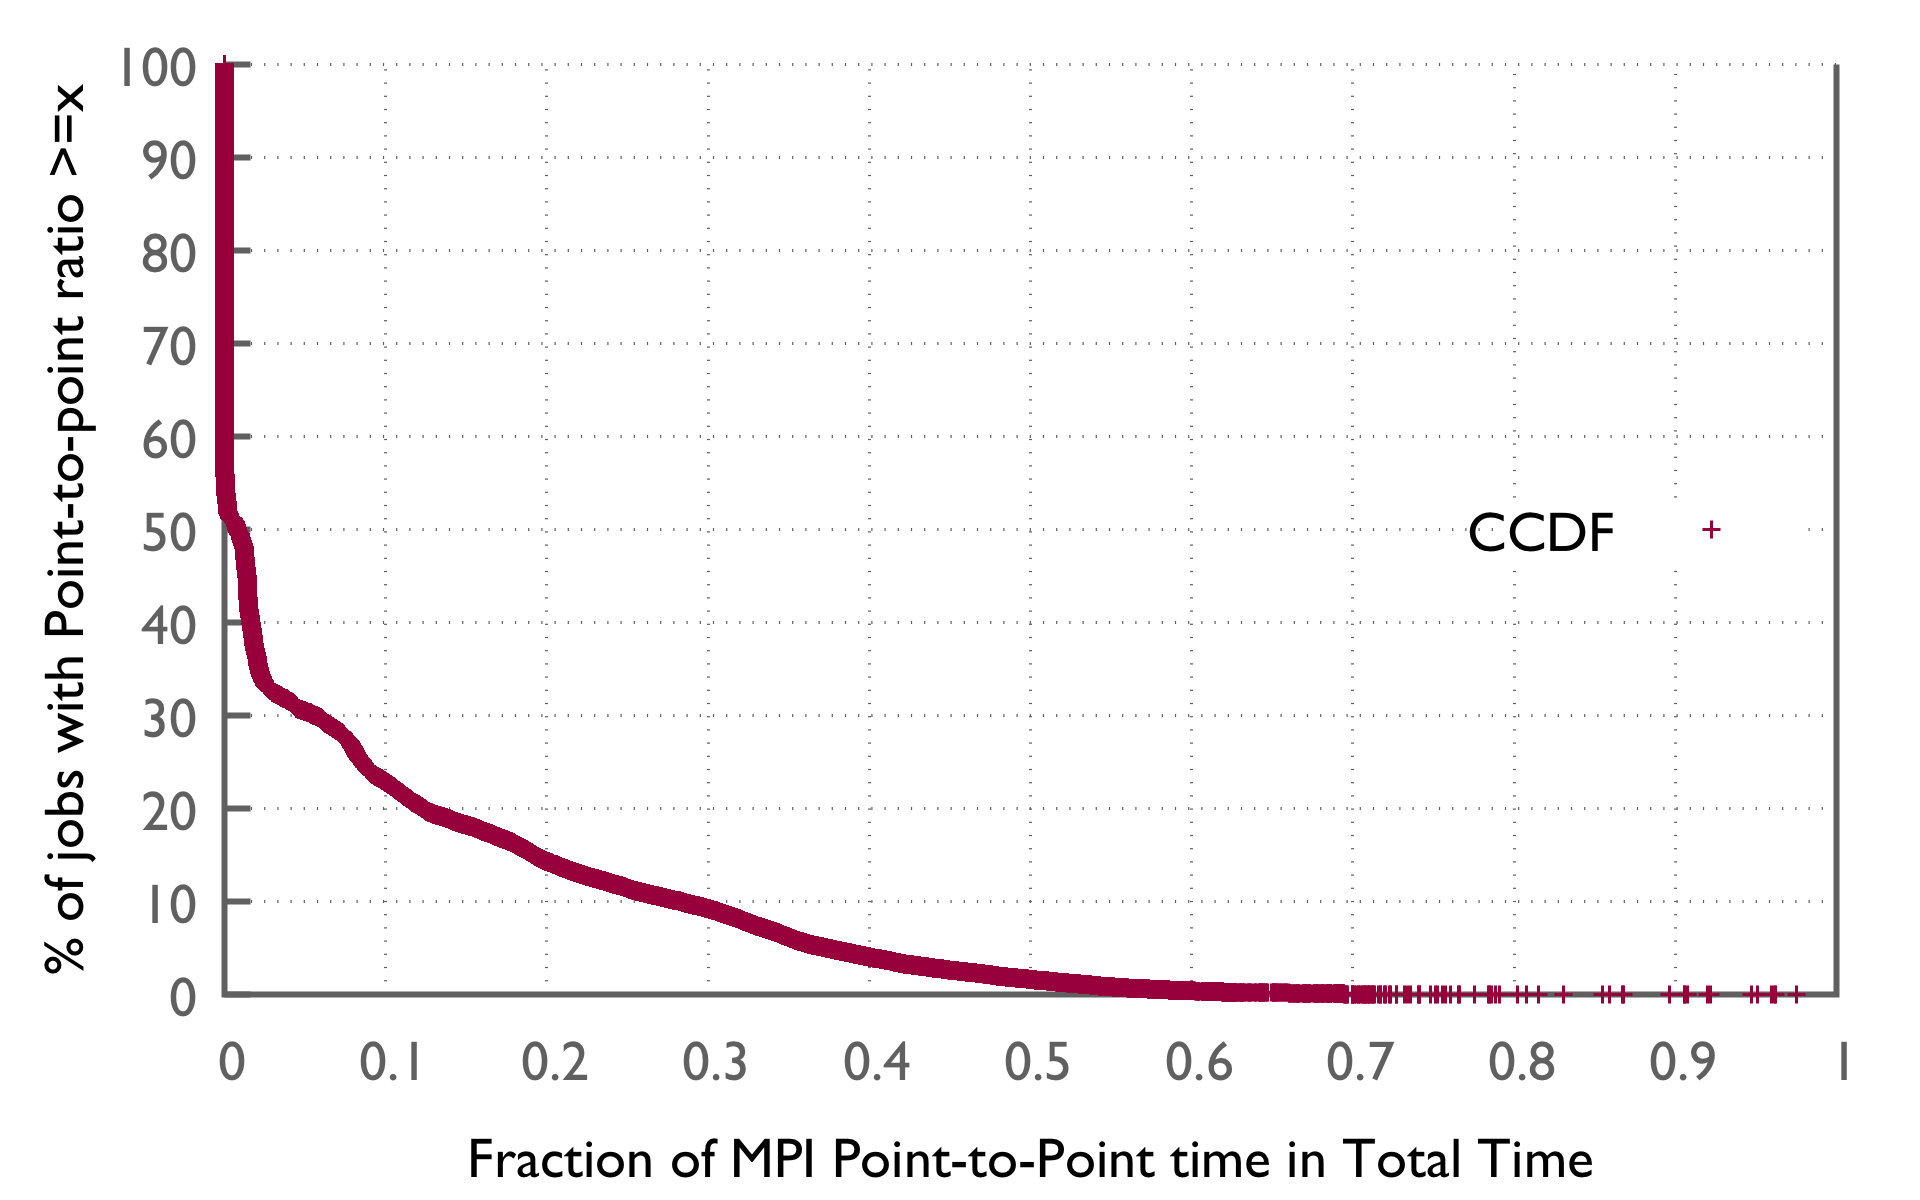 % of jobs with Point-to-point ratio >=x
100
90
80
70
60
50
40
30
20
10
0
CCDF
0 0.1 0.2 0.3 0.4 0.5 0.6 0.7 0.8 0.9 1
Fraction of MPI Point-to-Point time in Total Time